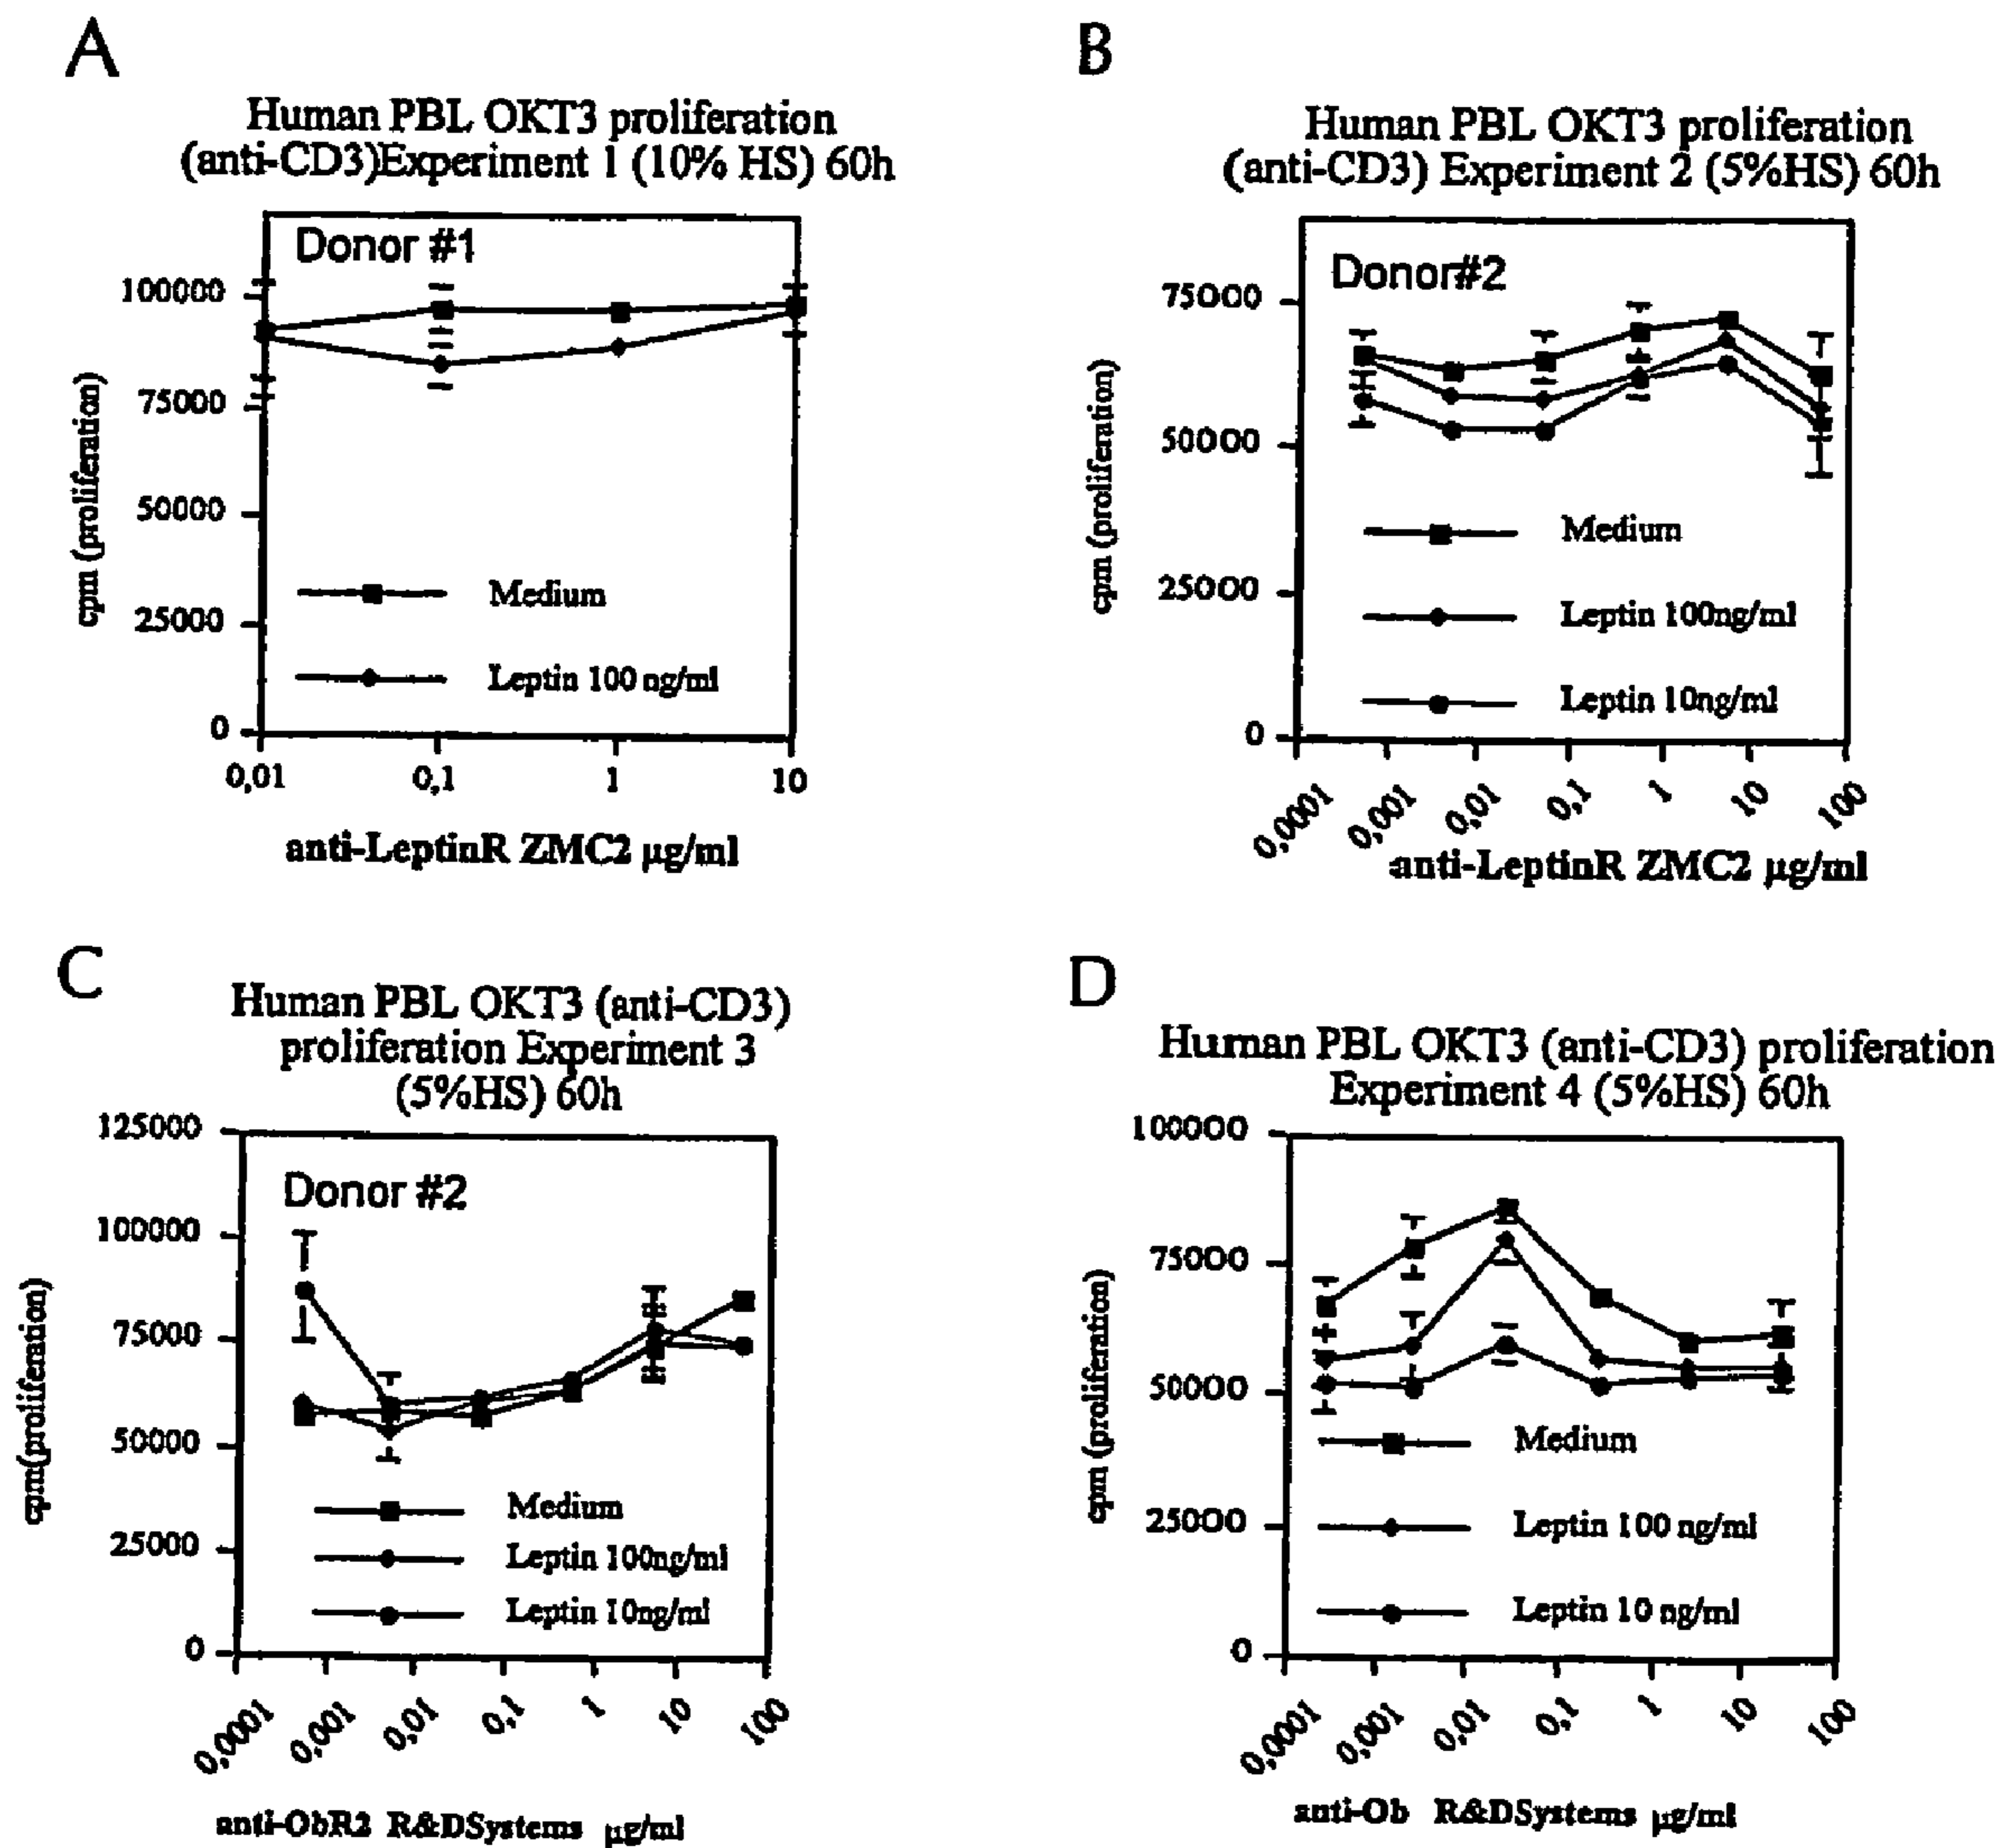 A
Human PBL OKT3 proliferation
(anti-CD3)Experiment 1 (10% HS) 60h
Donor #1
100000
75000
50000
25000
0
cpm (proliferation)
Medium
Leptin 100 ng/ml
0,01
0,1
1
10
anti-LeptinR ZMC2 µg/ml
B
Human PBL OKT3 proliferation
(anti-CD3) Experiment 2 (5%HS) 60h
Donor#2
75000
50000
25000
0
cpm (proliferation)
Medium
Leptin 100ng/ml
Leptin 10ng/ml
0,0001
0,001
0,01
0,1
1
10
100
anti-LeptinR ZMC2 µg/ml
C
Human PBL OKT3 (anti-CD3)
proliferation Experiment 3
(5%HS) 60h
Donor #2
125000
100000
75000
50000
25000
0
cpm(proliferation)
Medium
Leptin 100ng/ml
Leptin 10ng/ml
0,0001
0,001
0,01
0,1
1
10
100
anti-ObR2 R&DSystems µg/ml
D
Human PBL OKT3 (anti-CD3) proliferation
Experiment 4 (5%HS) 60h
100000
75000
50000
25000
0
cpm (proliferation)
Medium
Leptin 100 ng/ml
Leptin 10 ng/ml
0,0001
0,001
0,01
0,1
1
10
100
anti-Ob R&DSystems µg/ml